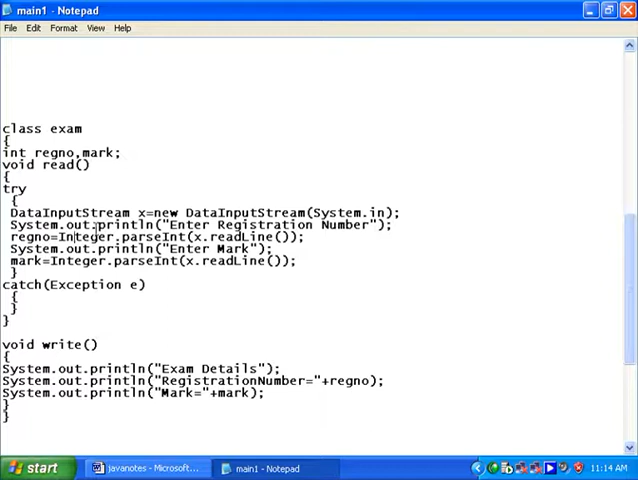 main1 - Notepad
File Edit Format View Help
class exam
{
int regno,mark;
void read()
{
try
{
DataInputStream x=new DataInputStream(System.in);
System.out.println("Enter Registration Number");
regno=Integer.parseInt(x.readLine());
System.out.println("Enter Mark");
mark=Integer.parseInt(x.readLine());
}
catch(Exception e)
{
}
}
void write()
{
System.out.println("Exam Details");
System.out.println("RegistrationNumber="+regno);
System.out.println("Mark="+mark);
}
}
start javanotes - Microsoft... main1 - Notepad 11:14 AM